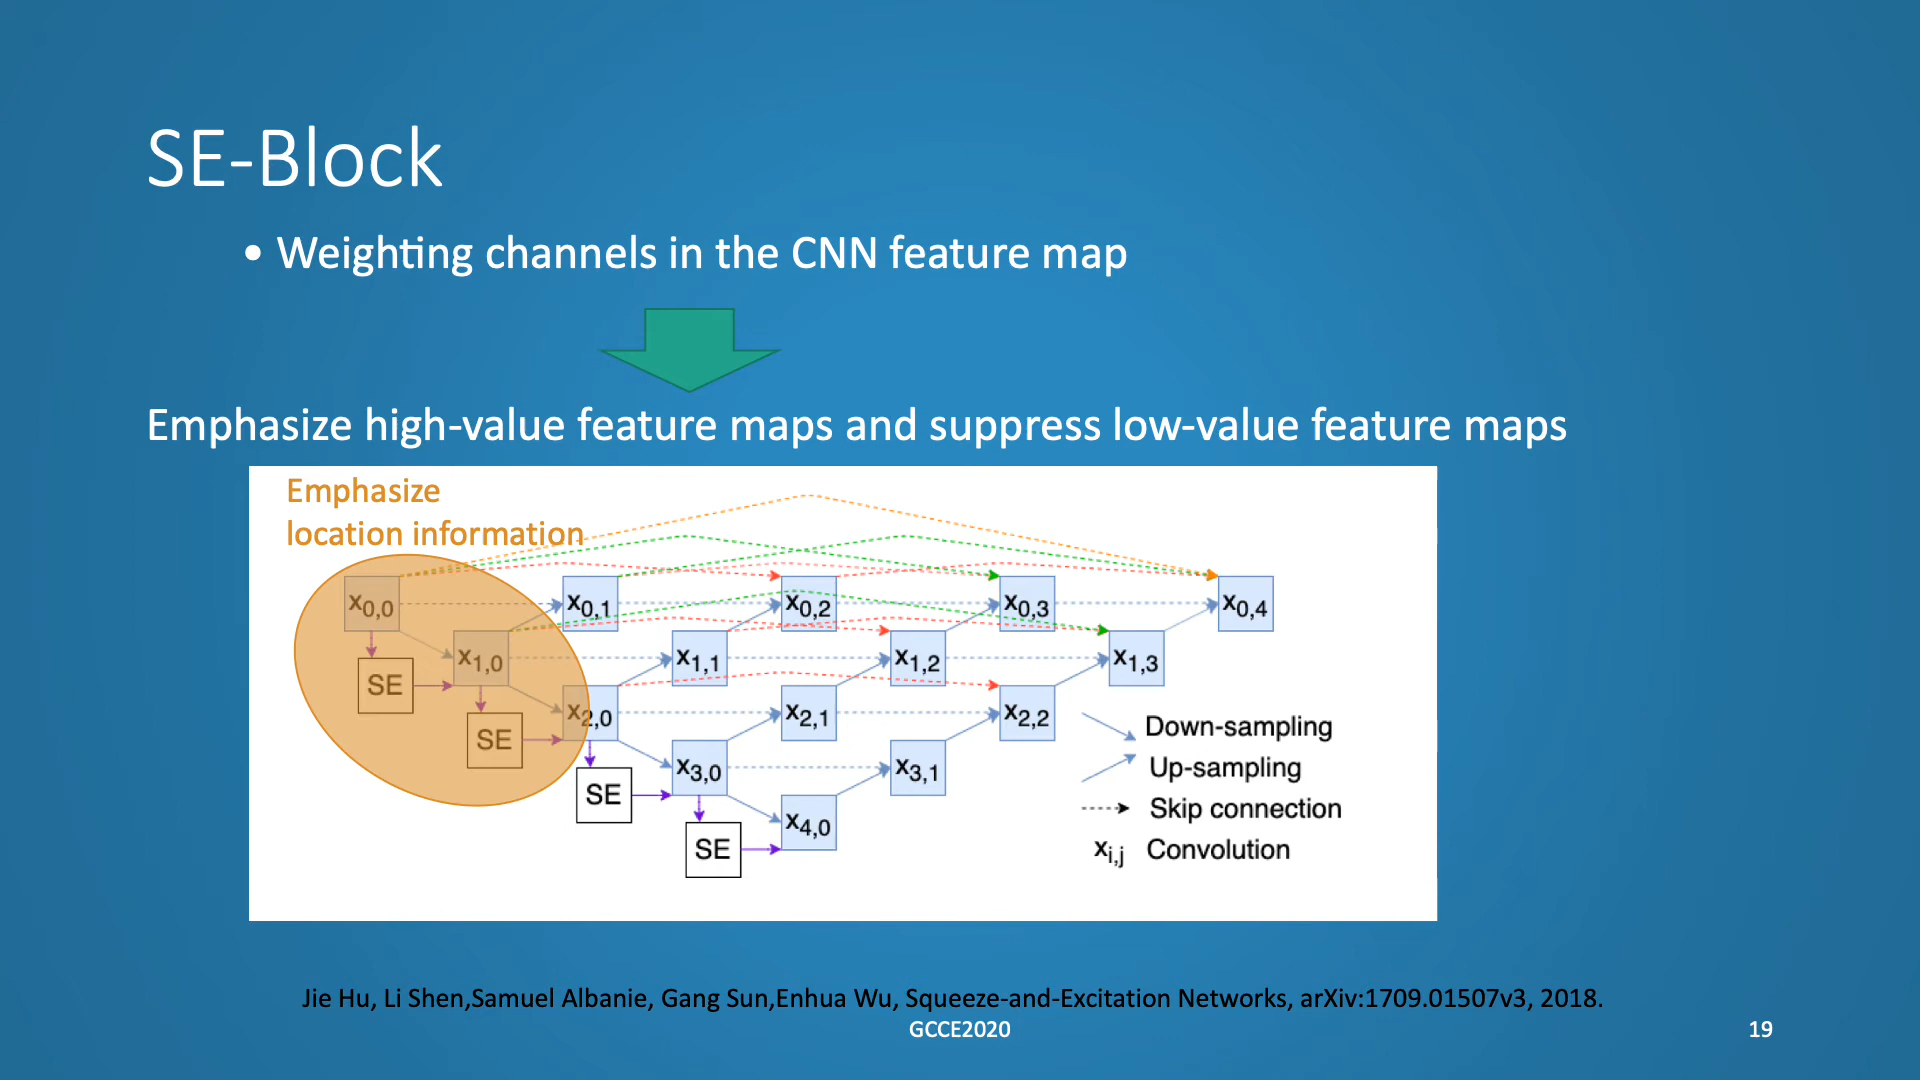 SE-Block
• Weighting channels in the CNN feature map
Emphasize high-value feature maps and suppress low-value feature maps
Emphasize
location information
x0,0
x0,1
x0,2
x0,3
x0,4
x1,0
x1,1
x1,2
x1,3
SE
x2,0
x2,1
x2,2
SE
x3,0
x3,1
SE
x4,0
SE
Down-sampling
Up-sampling
Skip connection
xi,j Convolution
Jie Hu, Li Shen,Samuel Albanie, Gang Sun,Enhua Wu, Squeeze-and-Excitation Networks, arXiv:1709.01507v3, 2018.
GCCE2020
19